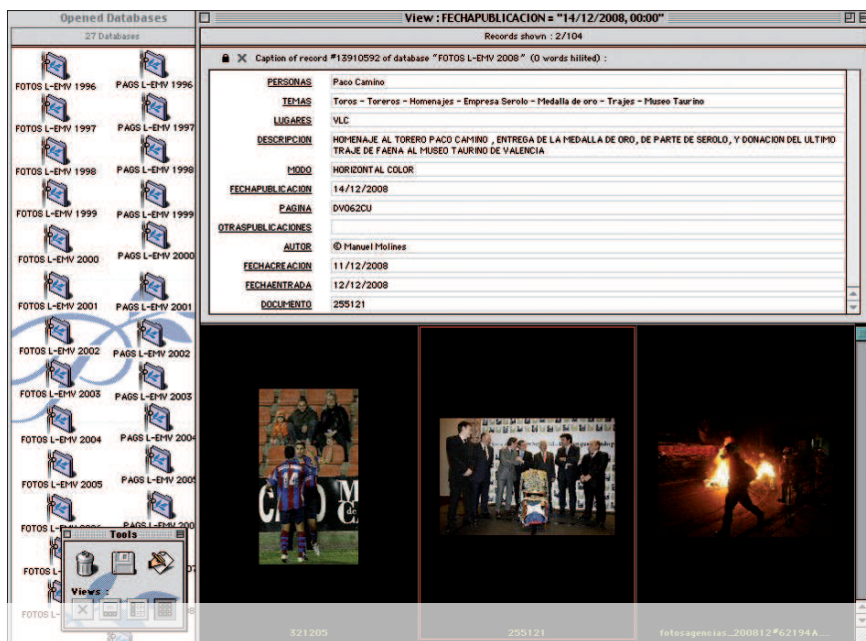 Opened Databases
27 Databases
FOTOS L-EMV 1996
PAGS L-EMV 1996
FOTOS L-EMV 1997
PAGS L-EMV 1997
FOTOS L-EMV 1998
PAGS L-EMV 1998
FOTOS L-EMV 1999
PAGS L-EMV 1999
FOTOS L-EMV 2000
PAGS L-EMV 2000
FOTOS L-EMV 2001
PAGS L-EMV 2001
FOTOS L-EMV 2002
PAGS L-EMV 2002
FOTOS L-EMV 2003
PAGS L-EMV 2003
FOTOS L-EMV 2004
PAGS L-EMV 2004
FOTOS L-EMV 2005
PAGS L-EMV 2005
Tools
Views :
View : FECHAPUBLICACION = "14/12/2008, 00:00"
Records shown : 2/104
Caption of record #13910592 of database "FOTOS L-EMV 2008" (0 words hilited) :
PERSONAS Paco Camino
TEMAS Toros - Toreros - Homenajes - Empresa Serolo - Medalla de oro - Trajes - Museo Taurino
LUGARES VLC
DESCRIPCION HOMENAJE AL TORERO PACO CAMINO , ENTREGA DE LA MEDALLA DE ORO, DE PARTE DE SEROLO, Y DONACION DEL ULTIMO
TRAJE DE FAENA AL MUSEO TAURINO DE VALENCIA
MODO HORIZONTAL COLOR
FECHAPUBLICACION 14/12/2008
PAGINA DV062CU
OTRASPUBLICACIONES
AUTOR © Manuel Molines
FECHACREACION 11/12/2008
FECHAENTRADA 12/12/2008
DOCUMENTO 255121
14
321205
255121
fotosagencias_200812#62194A...